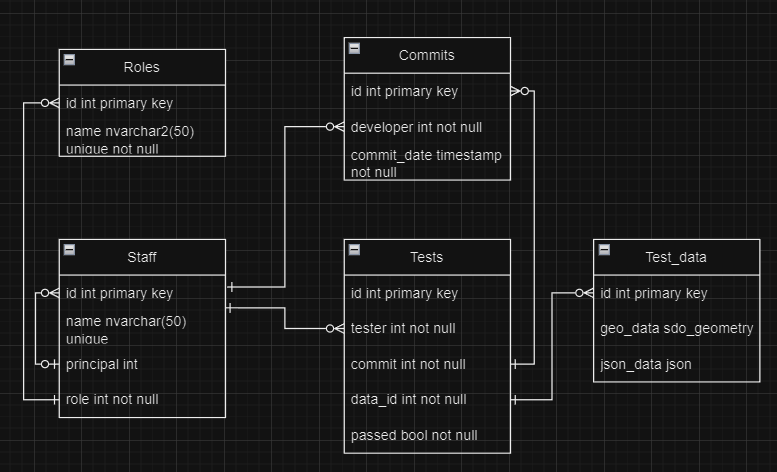 Roles
id int primary key
name nvarchar2(50)
unique not null
Commits
id int primary key
developer int not null
commit_date timestamp
not null
Staff
id int primary key
name nvarchar(50)
unique
principal int
role int not null
Tests
id int primary key
tester int not null
commit int not null
data_id int not null
passed bool not null
Test_data
id int primary key
geo_data sdo_geometry
json_data json